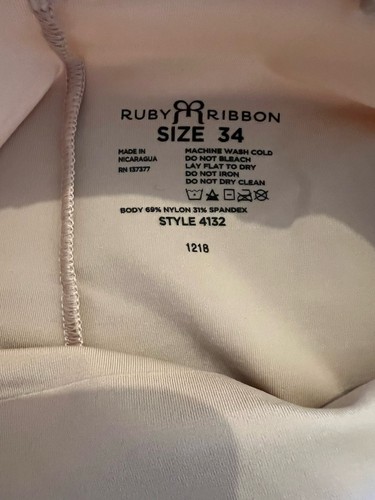 RUBY RIBBON
SIZE 34
MADE IN
NICARAGUA
RN 137377
MACHINE WASH COLD
DO NOT BLEACH
LAY FLAT TO DRY
DO NOT IRON
DO NOT DRY CLEAN
BODY 69% NYLON 31% SPANDEX
STYLE 4132
1218